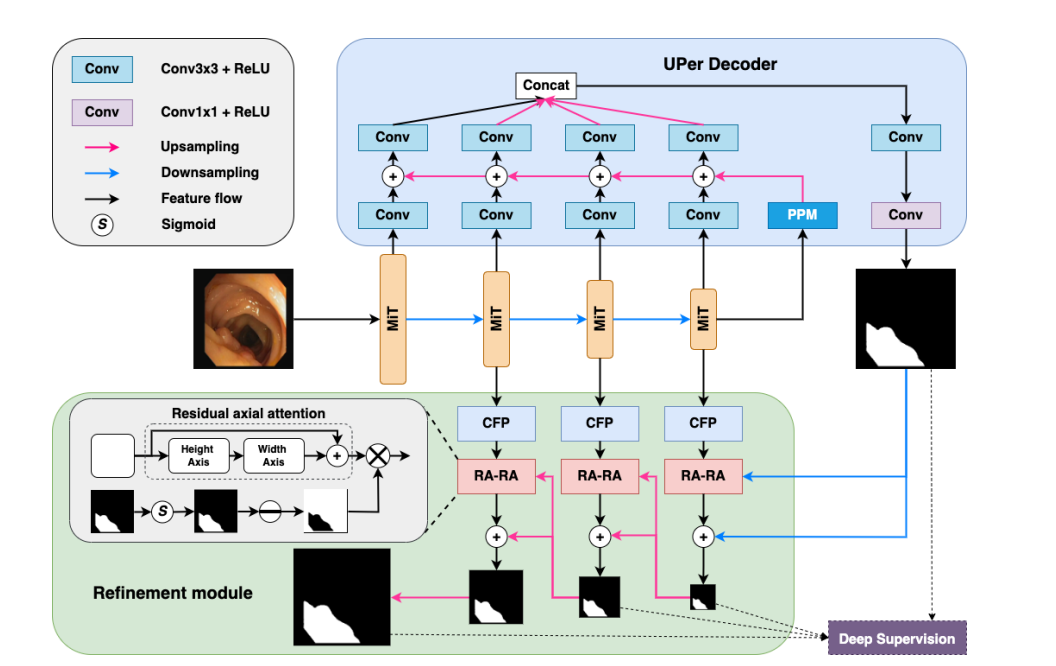 Conv
Conv3x3 + ReLU
Conv
Conv1x1 + ReLU
Upsampling
Downsampling
Feature flow
S
Sigmoid
UPer Decoder
Concat
Conv
Conv
Conv
Conv
Conv
+
+
+
+
Conv
Conv
Conv
Conv
PPM
Conv
MiT
MiT
MiT
MiT
Residual axial attention
Height
Axis
Width
Axis
+
S
CFP
CFP
CFP
RA-RA
RA-RA
RA-RA
+
+
+
Refinement module
Deep Supervision